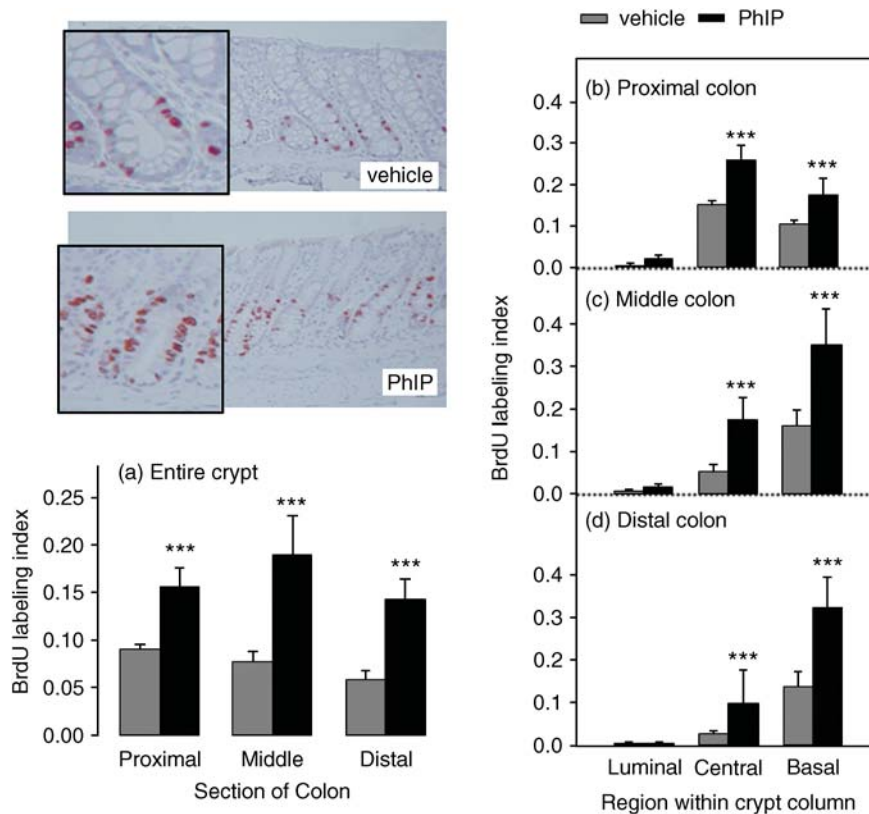 vehicle PhIP
vehicle
PhIP
(a) Entire crypt
BrdU labeling index
0.25
0.20
0.15
0.10
0.05
0.00
***
***
***
Proximal Middle Distal
Section of Colon
(b) Proximal colon
0.4
0.3
0.2
0.1
0.0
***
***
(c) Middle colon
0.4
0.3
0.2
0.1
0.0
***
***
BrdU labeling index
(d) Distal colon
0.4
0.3
0.2
0.1
0.0
***
***
Luminal Central Basal
Region within crypt column